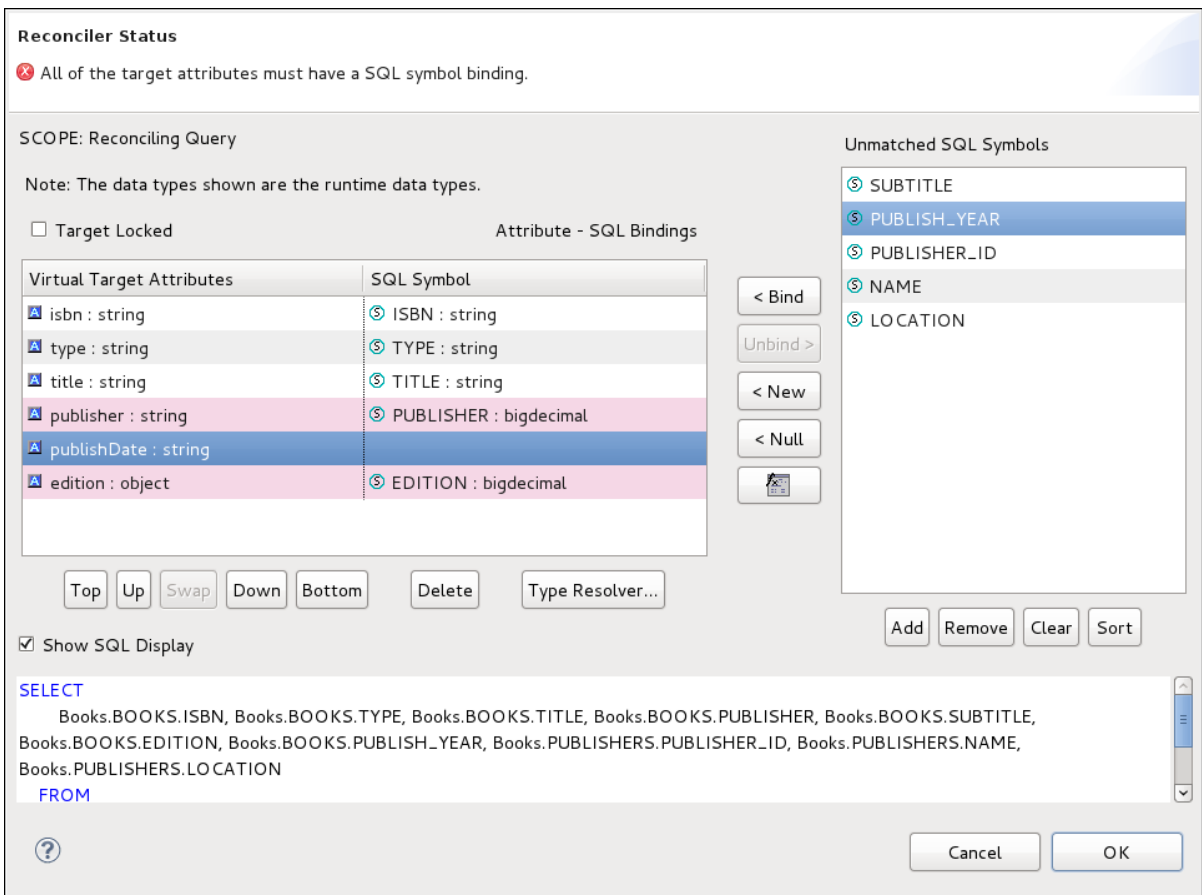 Reconciler Status
All of the target attributes must have a SQL symbol binding.
SCOPE: Reconciling Query
Note: The data types shown are the runtime data types.
Target Locked
Attribute - SQL Bindings
Virtual Target Attributes SQL Symbol
isbn : string ISBN : string
type : string TYPE : string
title : string TITLE : string
publisher : string PUBLISHER : bigdecimal
publishDate : string
edition : object EDITION : bigdecimal
Top Up Swap Down Bottom Delete Type Resolver...
< Bind
Unbind >
< New
< Null
Unmatched SQL Symbols
SUBTITLE
PUBLISH_YEAR
PUBLISHER_ID
NAME
LOCATION
Add Remove Clear Sort
Show SQL Display
SELECT
Books.BOOKS.ISBN, Books.BOOKS.TYPE, Books.BOOKS.TITLE, Books.BOOKS.PUBLISHER, Books.BOOKS.SUBTITLE,
Books.BOOKS.EDITION, Books.BOOKS.PUBLISH_YEAR, Books.PUBLISHERS.PUBLISHER_ID, Books.PUBLISHERS.NAME,
Books.PUBLISHERS.LOCATION
FROM
Cancel OK